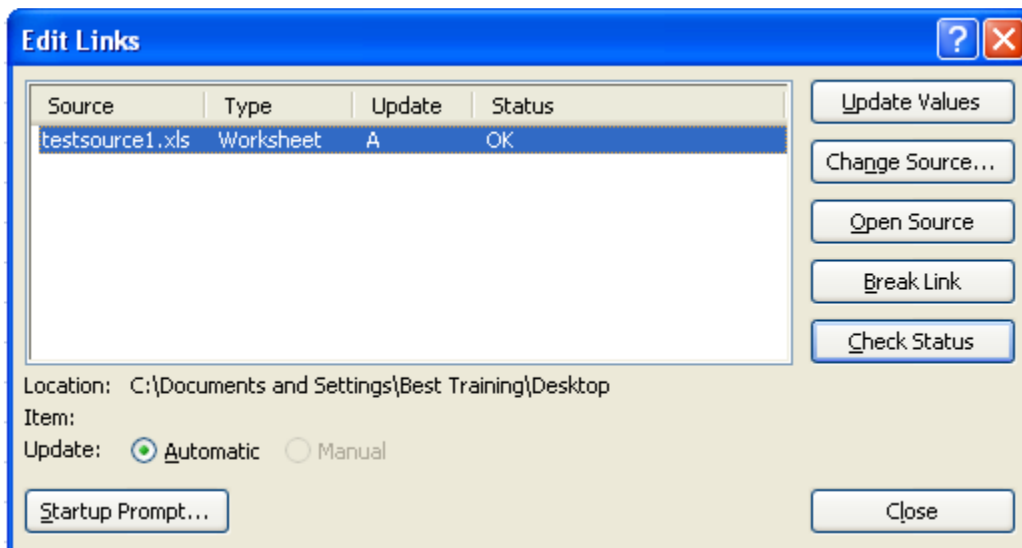 Edit Links
Source Type Update Status
testsource1.xls Worksheet A OK
Update Values
Change Source...
Open Source
Break Link
Check Status
Location: C:\Documents and Settings\Best Training\Desktop
Item:
Update: Automatic Manual
Startup Prompt... Close